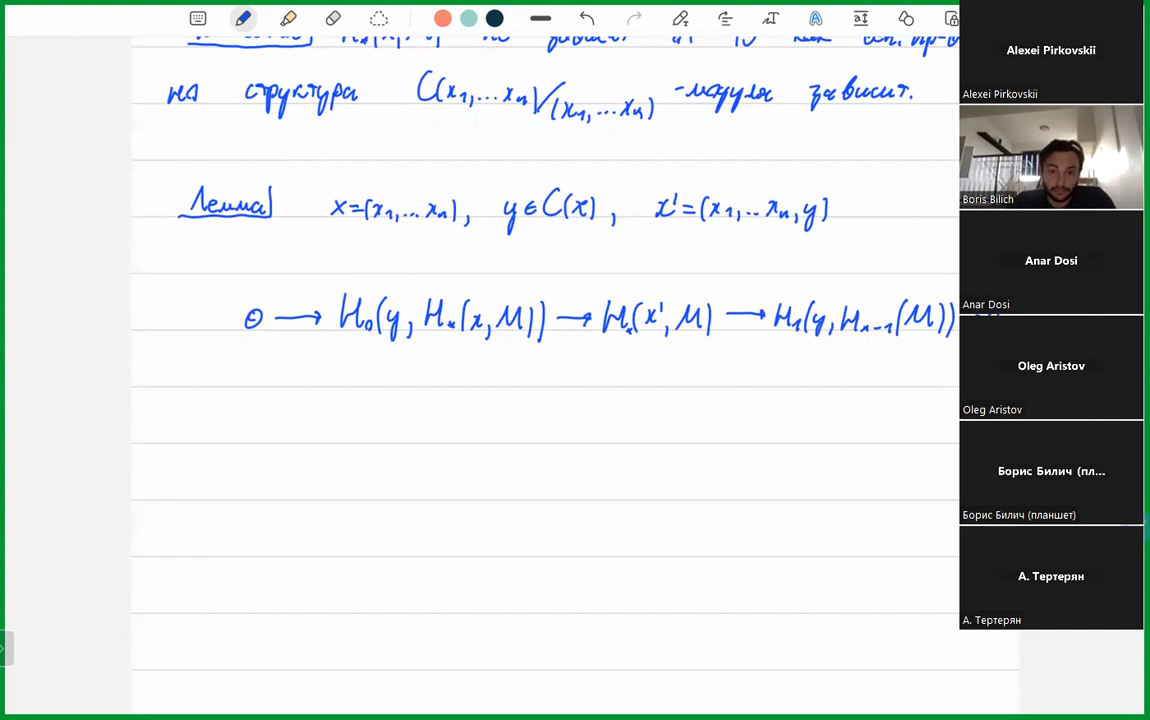 на структура C(x₁,...xₙ)/(x₁,...xₙ) -модуля зависит.
Лемма x=(x₁,...xₙ), y∈C(x), x'=(x₁,..xₙ,y)
0 → H₀(y, H*(x,M)) → H*(x',M) → H₁(y,Hₙ₋₁(M))
Alexei Pirkovskii
Alexei Pirkovskii
Boris Bilich
Anar Dosi
Anar Dosi
Oleg Aristov
Oleg Aristov
Борис Билич (пл...
Борис Билич (планшет)
А. Тертерян
А. Тертерян